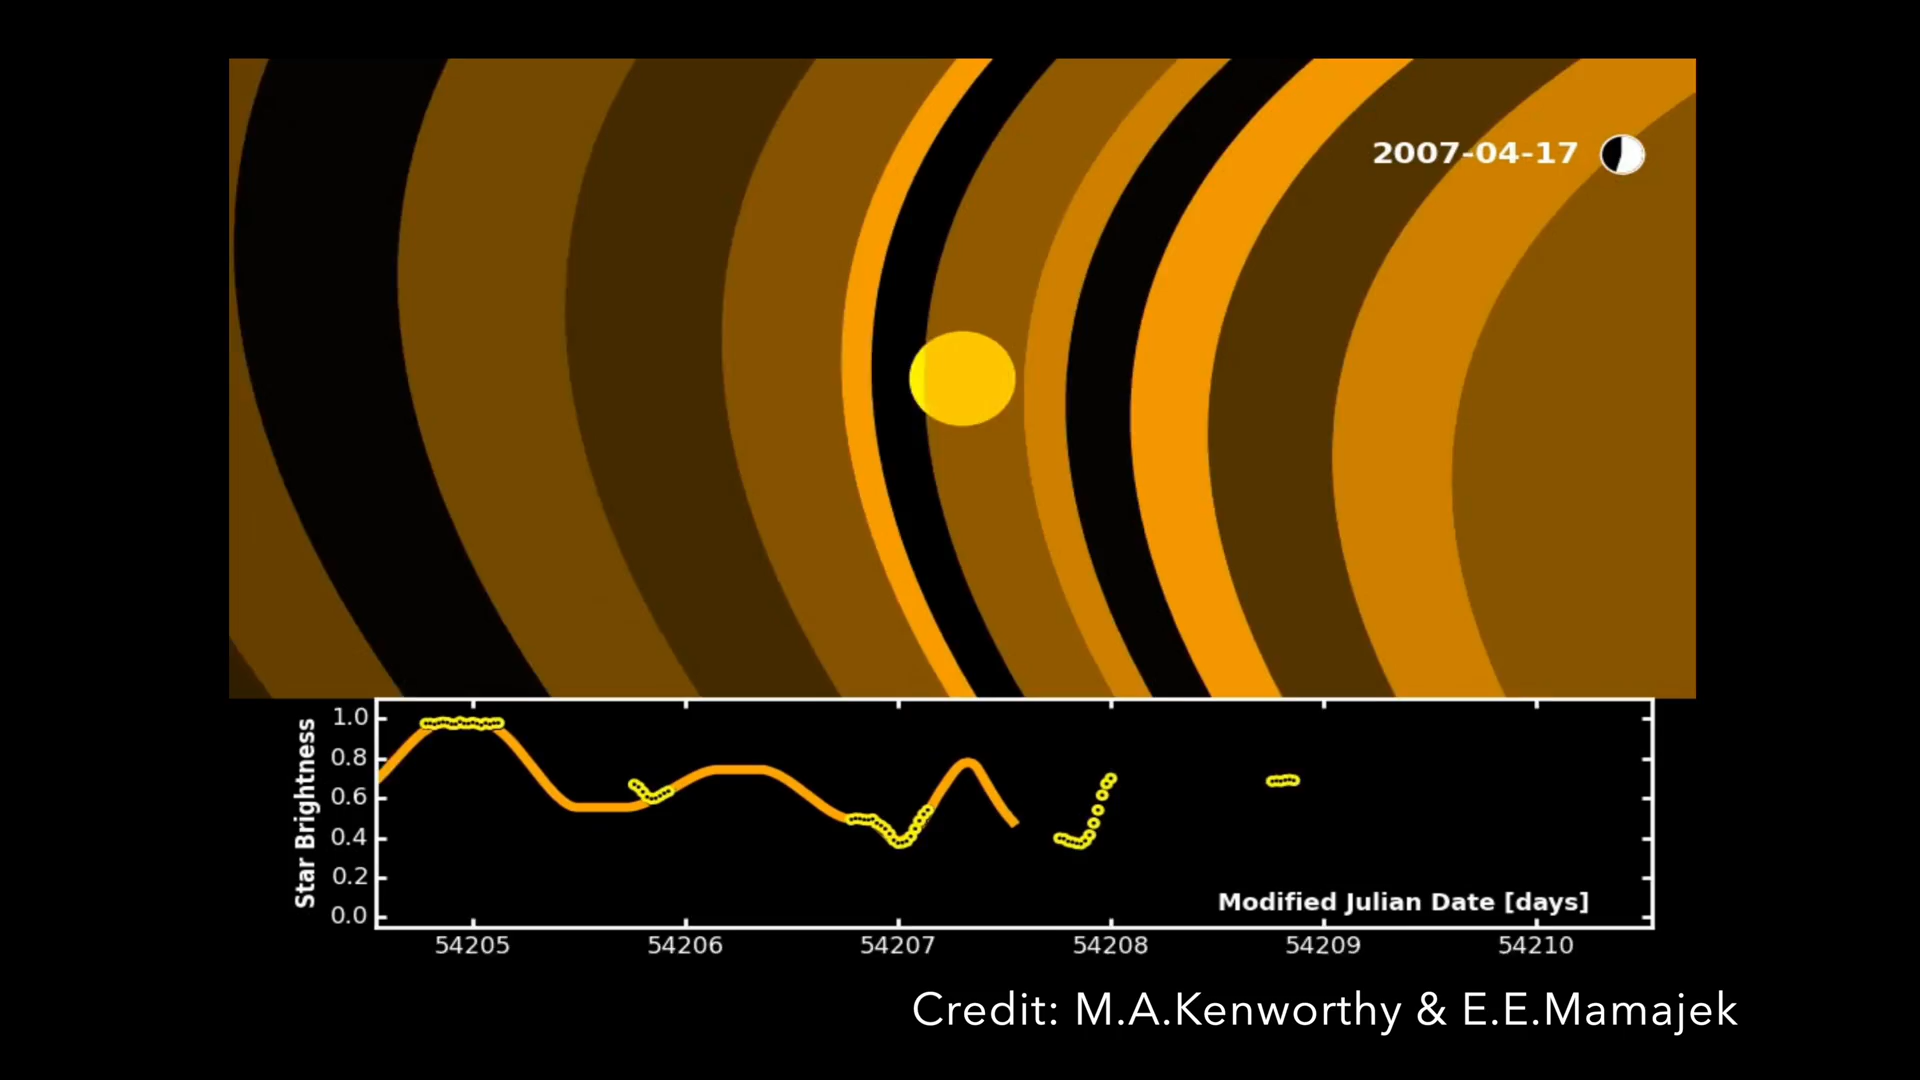 2007-04-17
Star Brightness
1.0
0.8
0.6
0.4
0.2
0.0
Modified Julian Date [days]
54205 54206 54207 54208 54209 54210
Credit: M.A.Kenworthy & E.E.Mamajek